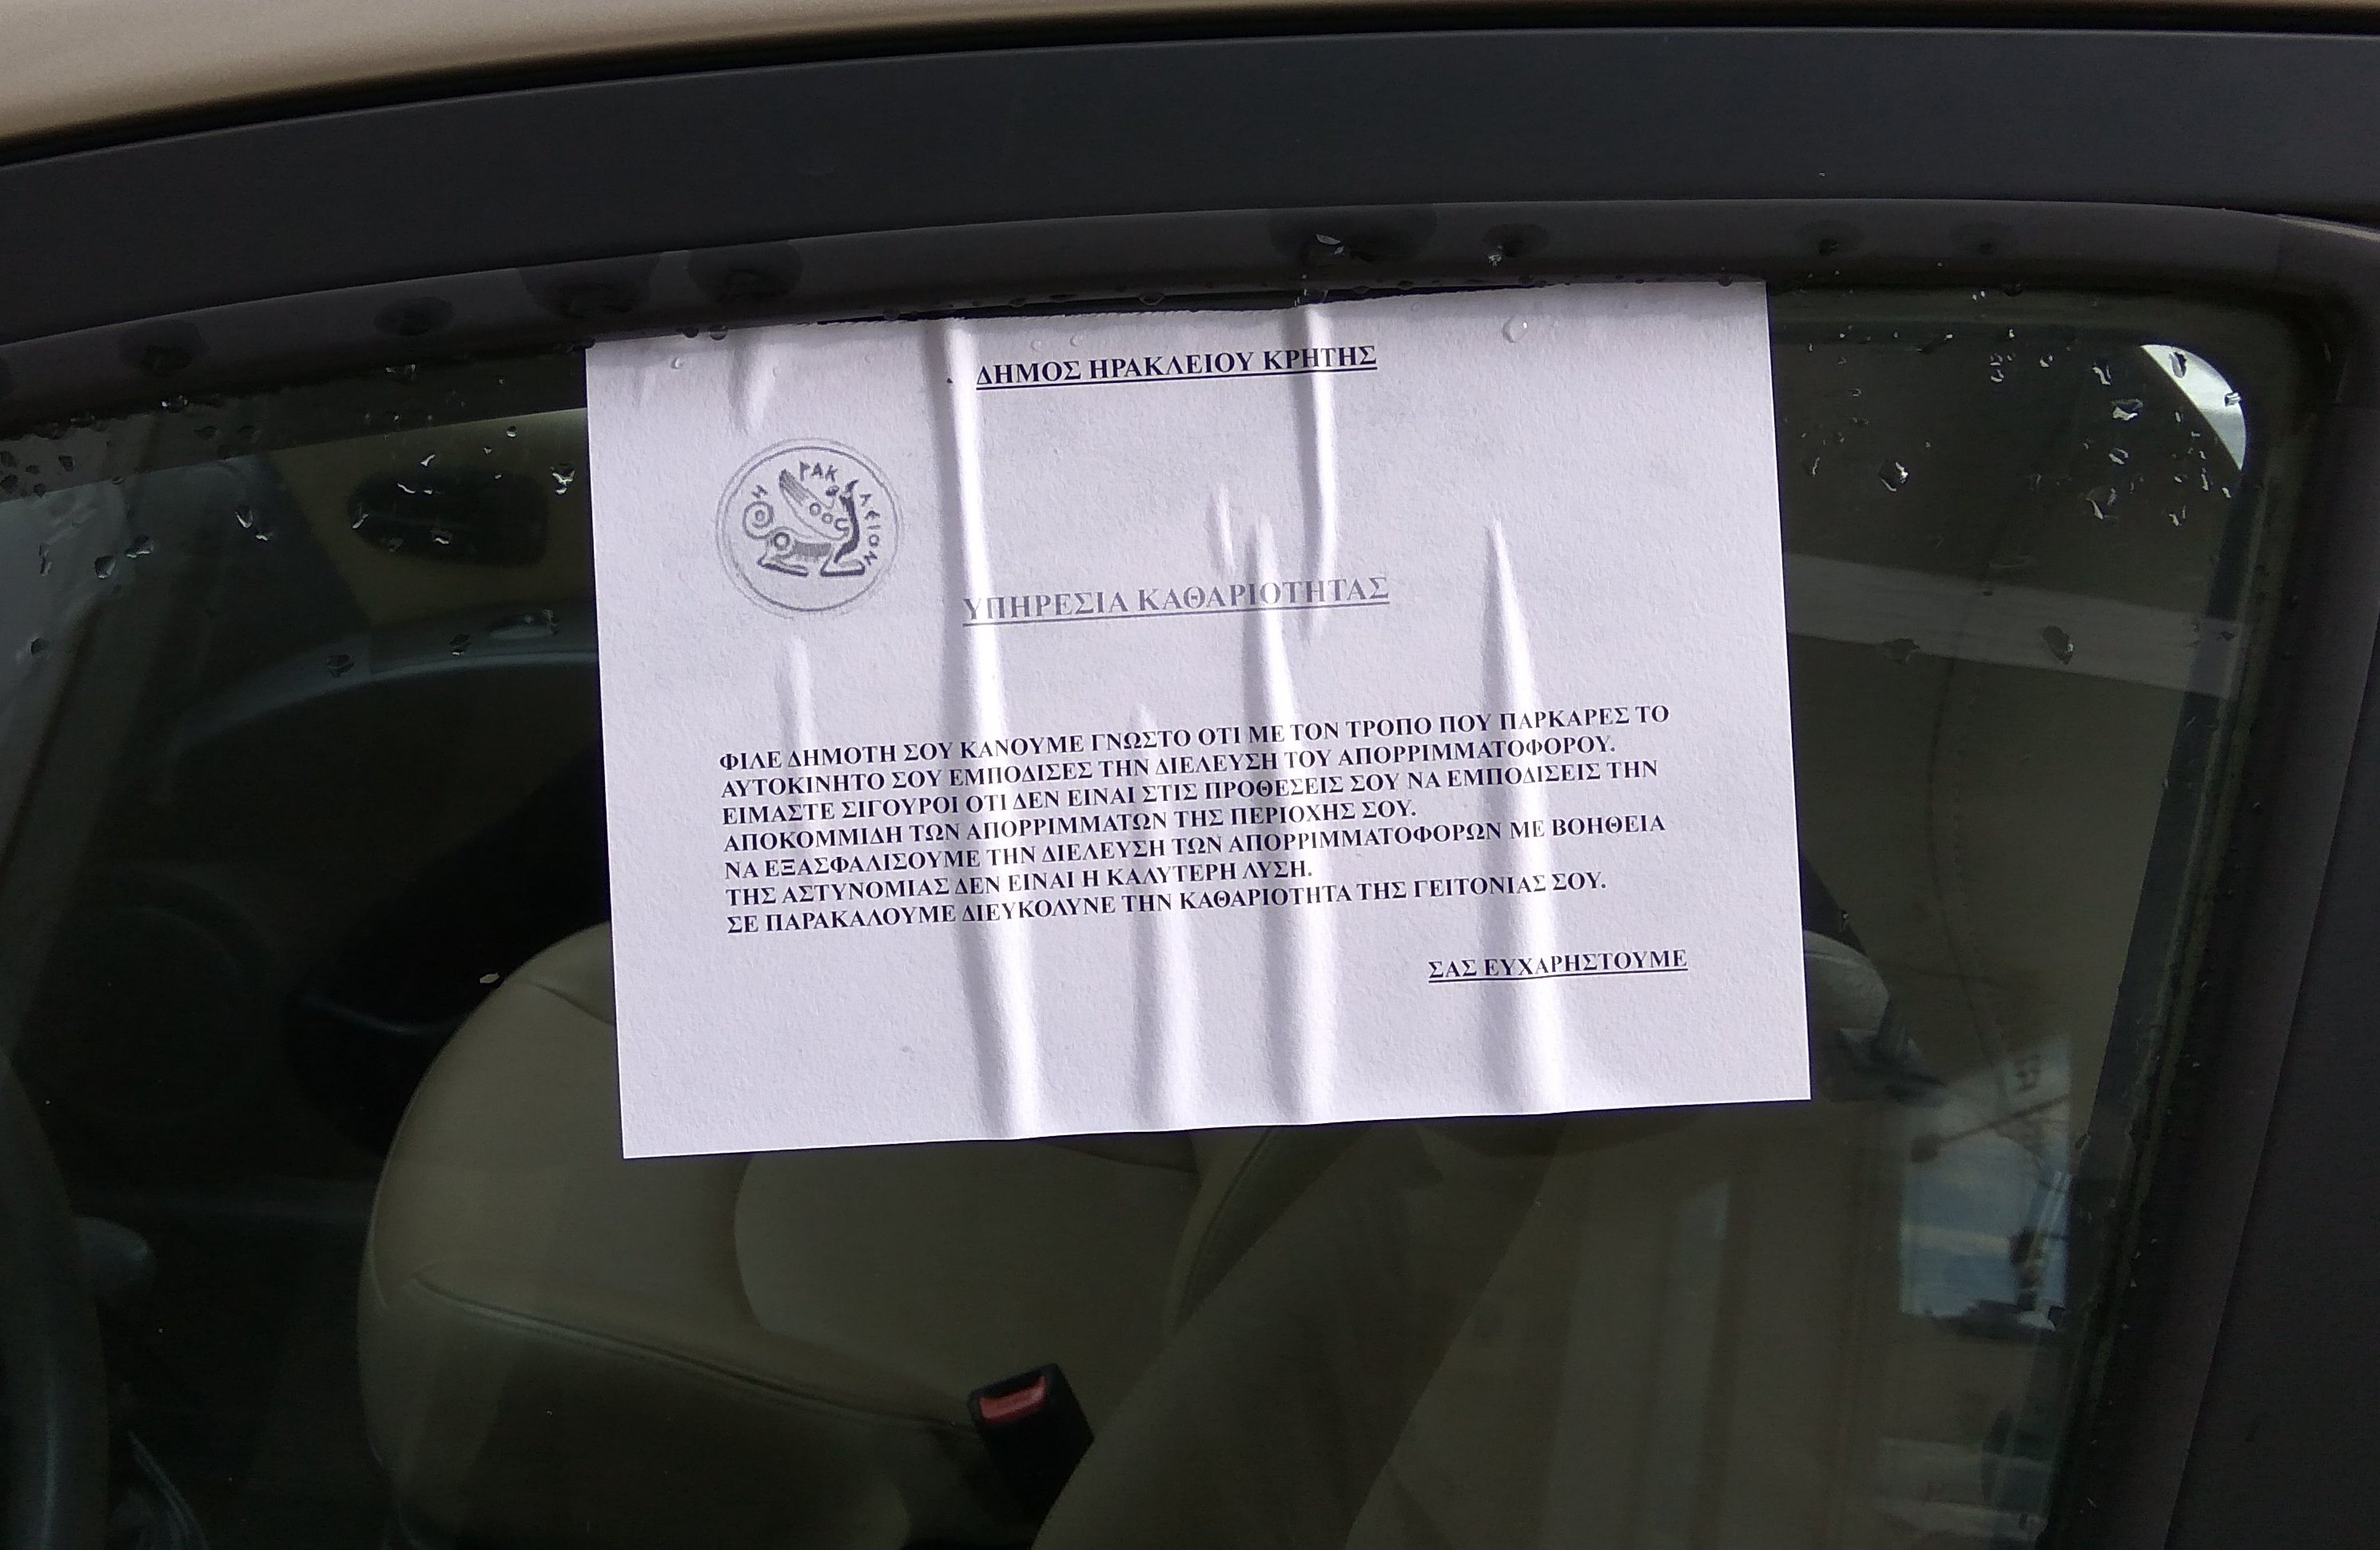 ΔΗΜΟΣ ΗΡΑΚΛΕΙΟΥ ΚΡΗΤΗΣ
ΗΡΑΚΛΕΙΟΝ
ΥΠΗΡΕΣΙΑ ΚΑΘΑΡΙΟΤΗΤΑΣ
ΦΙΛΕ ΔΗΜΟΤΗ ΣΟΥ ΚΑΝΟΥΜΕ ΓΝΩΣΤΟ ΟΤΙ ΜΕ ΤΟΝ ΤΡΟΠΟ ΠΟΥ ΠΑΡΚΑΡΕΣ ΤΟ
ΑΥΤΟΚΙΝΗΤΟ ΣΟΥ ΕΜΠΟΔΙΣΕΣ ΤΗΝ ΔΙΕΛΕΥΣΗ ΤΟΥ ΑΠΟΡΡΙΜΜΑΤΟΦΟΡΟΥ.
ΕΙΜΑΣΤΕ ΣΙΓΟΥΡΟΙ ΟΤΙ ΔΕΝ ΕΙΝΑΙ ΣΤΙΣ ΠΡΟΘΕΣΕΙΣ ΣΟΥ ΝΑ ΕΜΠΟΔΙΣΕΙΣ ΤΗΝ
ΑΠΟΚΟΜΜΙΔΗ ΤΩΝ ΑΠΟΡΡΙΜΜΑΤΩΝ ΤΗΣ ΠΕΡΙΟΧΗΣ ΣΟΥ.
ΝΑ ΕΞΑΣΦΑΛΙΣΟΥΜΕ ΤΗΝ ΔΙΕΛΕΥΣΗ ΤΩΝ ΑΠΟΡΡΙΜΜΑΤΟΦΟΡΩΝ ΜΕ ΒΟΗΘΕΙΑ
ΤΗΣ ΑΣΤΥΝΟΜΙΑΣ ΔΕΝ ΕΙΝΑΙ Η ΚΑΛΥΤΕΡΗ ΛΥΣΗ.
ΣΕ ΠΑΡΑΚΑΛΟΥΜΕ ΔΙΕΥΚΟΛΥΝΕ ΤΗΝ ΚΑΘΑΡΙΟΤΗΤΑ ΤΗΣ ΓΕΙΤΟΝΙΑΣ ΣΟΥ.
ΣΑΣ ΕΥΧΑΡΗΣΤΟΥΜΕ